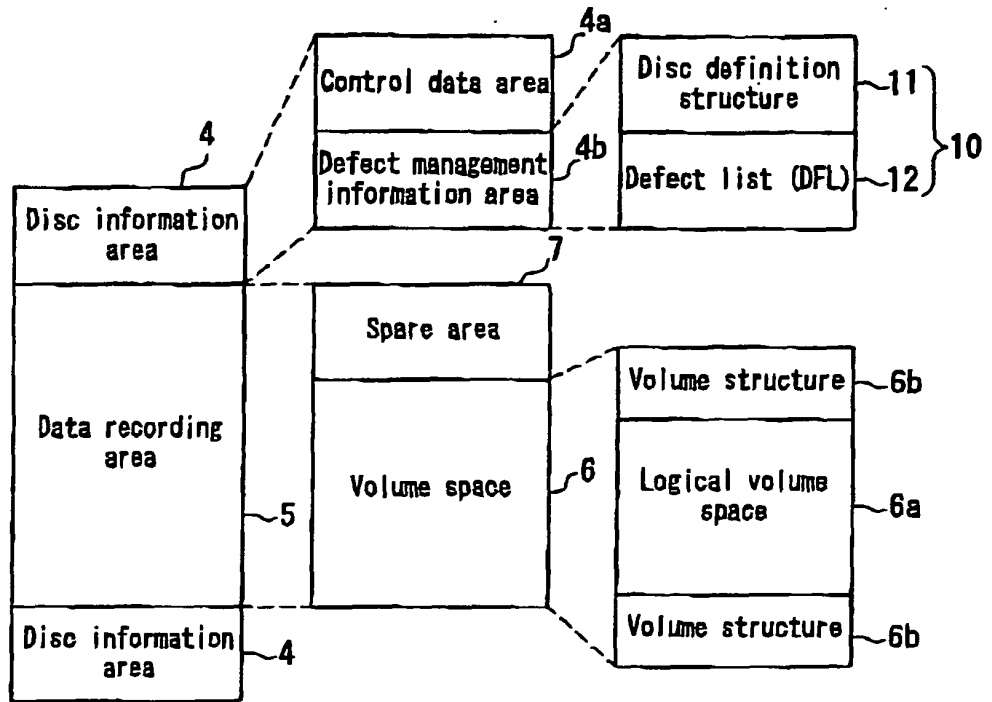 4
Disc information
area
Data recording
area
5
Disc information
area
4
4a
Control data area
4b
Defect management
information area
Disc definition
structure
11
10
Defect list (DFL)
12
7
Spare area
Volume space
6
Volume structure
6b
Logical volume
space
6a
Volume structure
6b